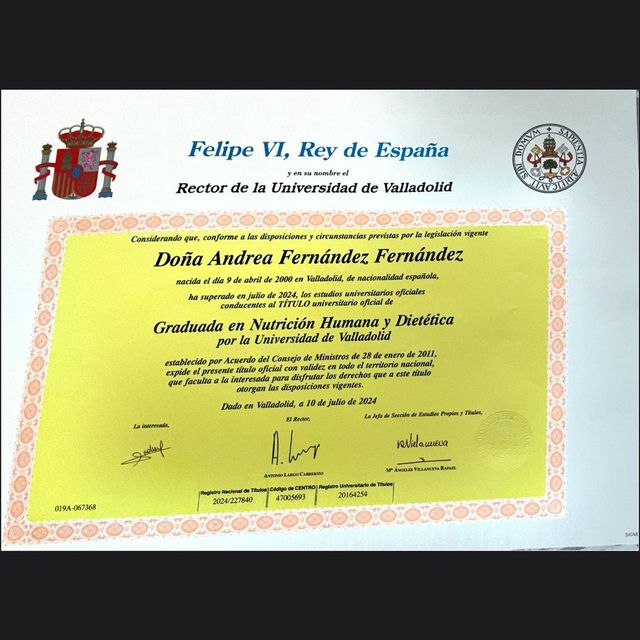 Felipe VI, Rey de España
y en su nombre el
Rector de la Universidad de Valladolid
SAPIENTIA AEDIFICAVIT SIBI DOMVM
Considerando que, conforme a las disposiciones y circunstancias previstas por la legislación vigente
Doña Andrea Fernández Fernández
nacida el día 9 de abril de 2000 en Valladolid, de nacionalidad española,
ha superado en julio de 2024, los estudios universitarios oficiales
conducentes al TÍTULO universitario oficial de
Graduada en Nutrición Humana y Dietética
por la Universidad de Valladolid
establecido por Acuerdo del Consejo de Ministros de 28 de enero de 2011,
expide el presente título oficial con validez en todo el territorio nacional,
que faculta a la interesada para disfrutar los derechos que a este título
otorgan las disposiciones vigentes.
Dado en Valladolid, a 10 de julio de 2024
La interesada,
El Rector,
La Jefa de Sección de Estudios Propios y Títulos,
A. Largo
Villanueva
ANTONIO LARGO CABRERIZO
Mª ÁNGELES VILLANUEVA RAFAEL
Registro Nacional de Títulos Código de CENTRO Registro Universitario de Títulos
2024/227840 47005693 20164254
019A-067368